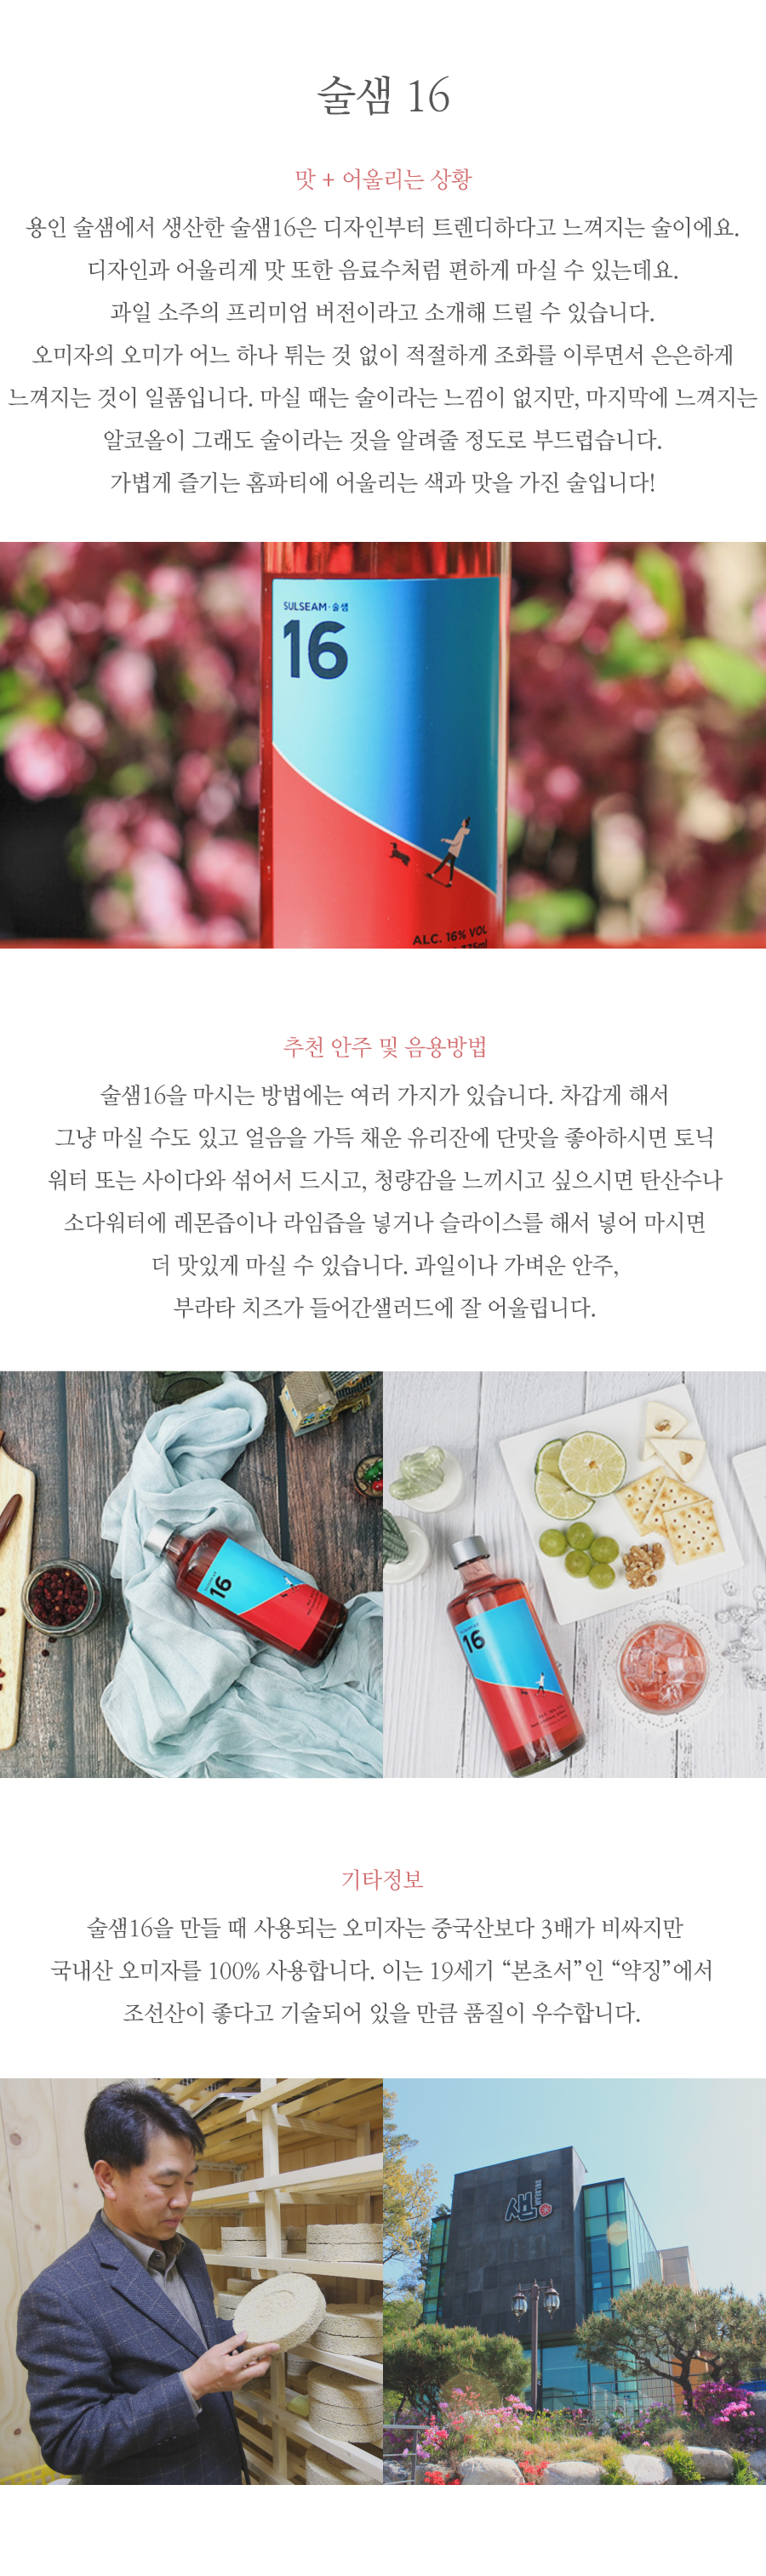 술샘 16
맛 + 어울리는 상황
용인 술샘에서 생산한 술샘16은 디자인부터 트렌디하다고 느껴지는 술이에요.
디자인과 어울리게 맛 또한 음료수처럼 편하게 마실 수 있는데요.
과일 소주의 프리미엄 버전이라고 소개해 드릴 수 있습니다.
오미자의 오미가 어느 하나 튀는 것 없이 적절하게 조화를 이루면서 은은하게
느껴지는 것이 일품입니다. 마실 때는 술이라는 느낌이 없지만, 마지막에 느껴지는
알코올이 그래도 술이라는 것을 알려줄 정도로 부드럽습니다.
가볍게 즐기는 홈파티에 어울리는 색과 맛을 가진 술입니다!
SULSEAM·술샘
16
ALC. 16% VOL
추천 안주 및 음용방법
술샘16을 마시는 방법에는 여러 가지가 있습니다. 차갑게 해서
그냥 마실 수도 있고 얼음을 가득 채운 유리잔에 단맛을 좋아하시면 토닉
워터 또는 사이다와 섞어서 드시고, 청량감을 느끼시고 싶으시면 탄산수나
소다워터에 레몬즙이나 라임즙을 넣거나 슬라이스를 해서 넣어 마시면
더 맛있게 마실 수 있습니다. 과일이나 가벼운 안주,
부라타 치즈가 들어간샐러드에 잘 어울립니다.
16
16
기타정보
술샘16을 만들 때 사용되는 오미자는 중국산보다 3배가 비싸지만
국내산 오미자를 100% 사용합니다. 이는 19세기 “본초서”인 “약징”에서
조선산이 좋다고 기술되어 있을 만큼 품질이 우수합니다.
샘
SULSEAM